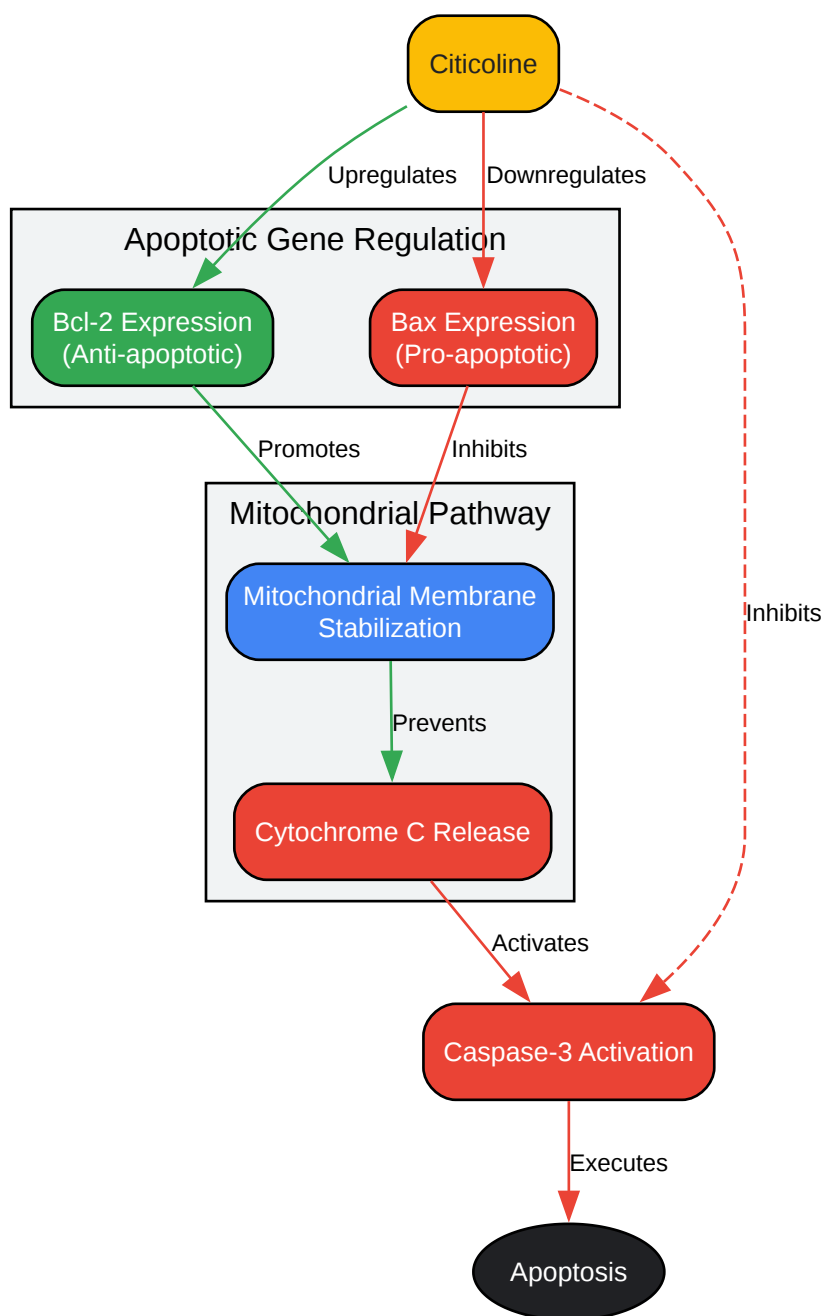 Citicoline
Upregulates
Downregulates
Apoptotic Gene Regulation
Bcl-2 Expression
(Anti-apoptotic)
Bax Expression
(Pro-apoptotic)
Promotes
Inhibits
Mitochondrial Pathway
Mitochondrial Membrane
Stabilization
Inhibits
Prevents
Cytochrome C Release
Activates
Caspase-3 Activation
Executes
Apoptosis